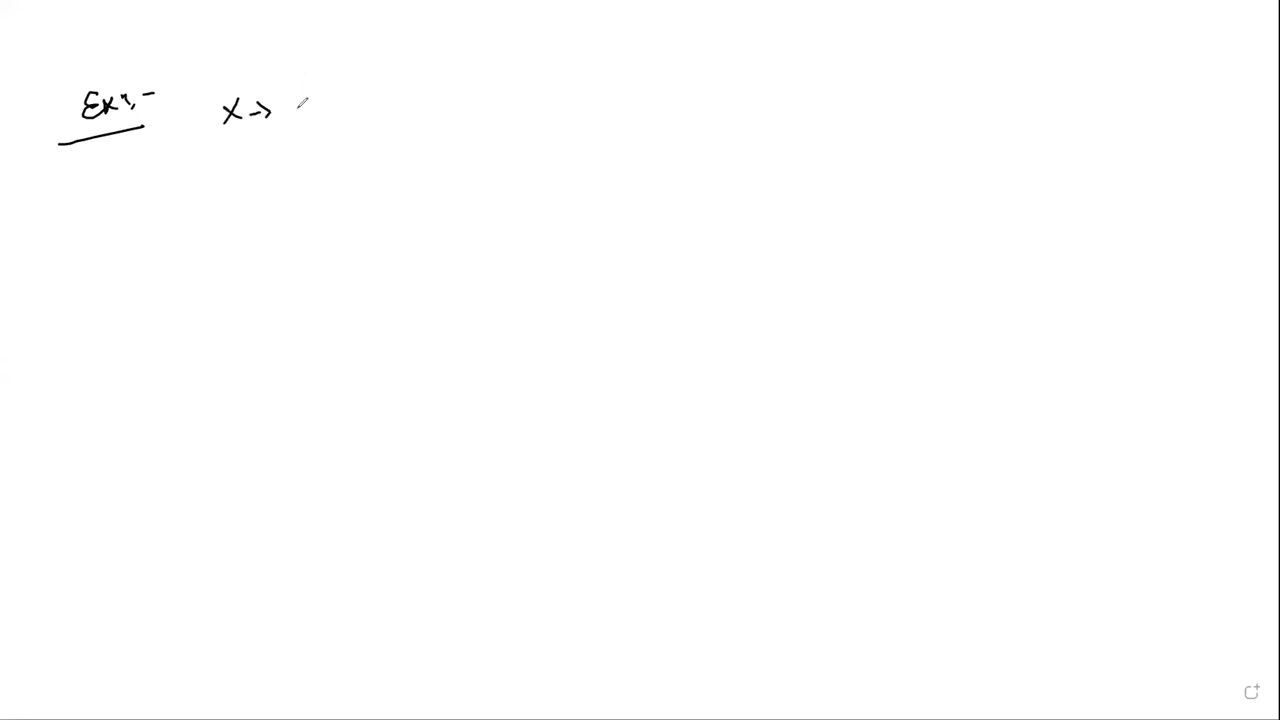 Ex:- X →